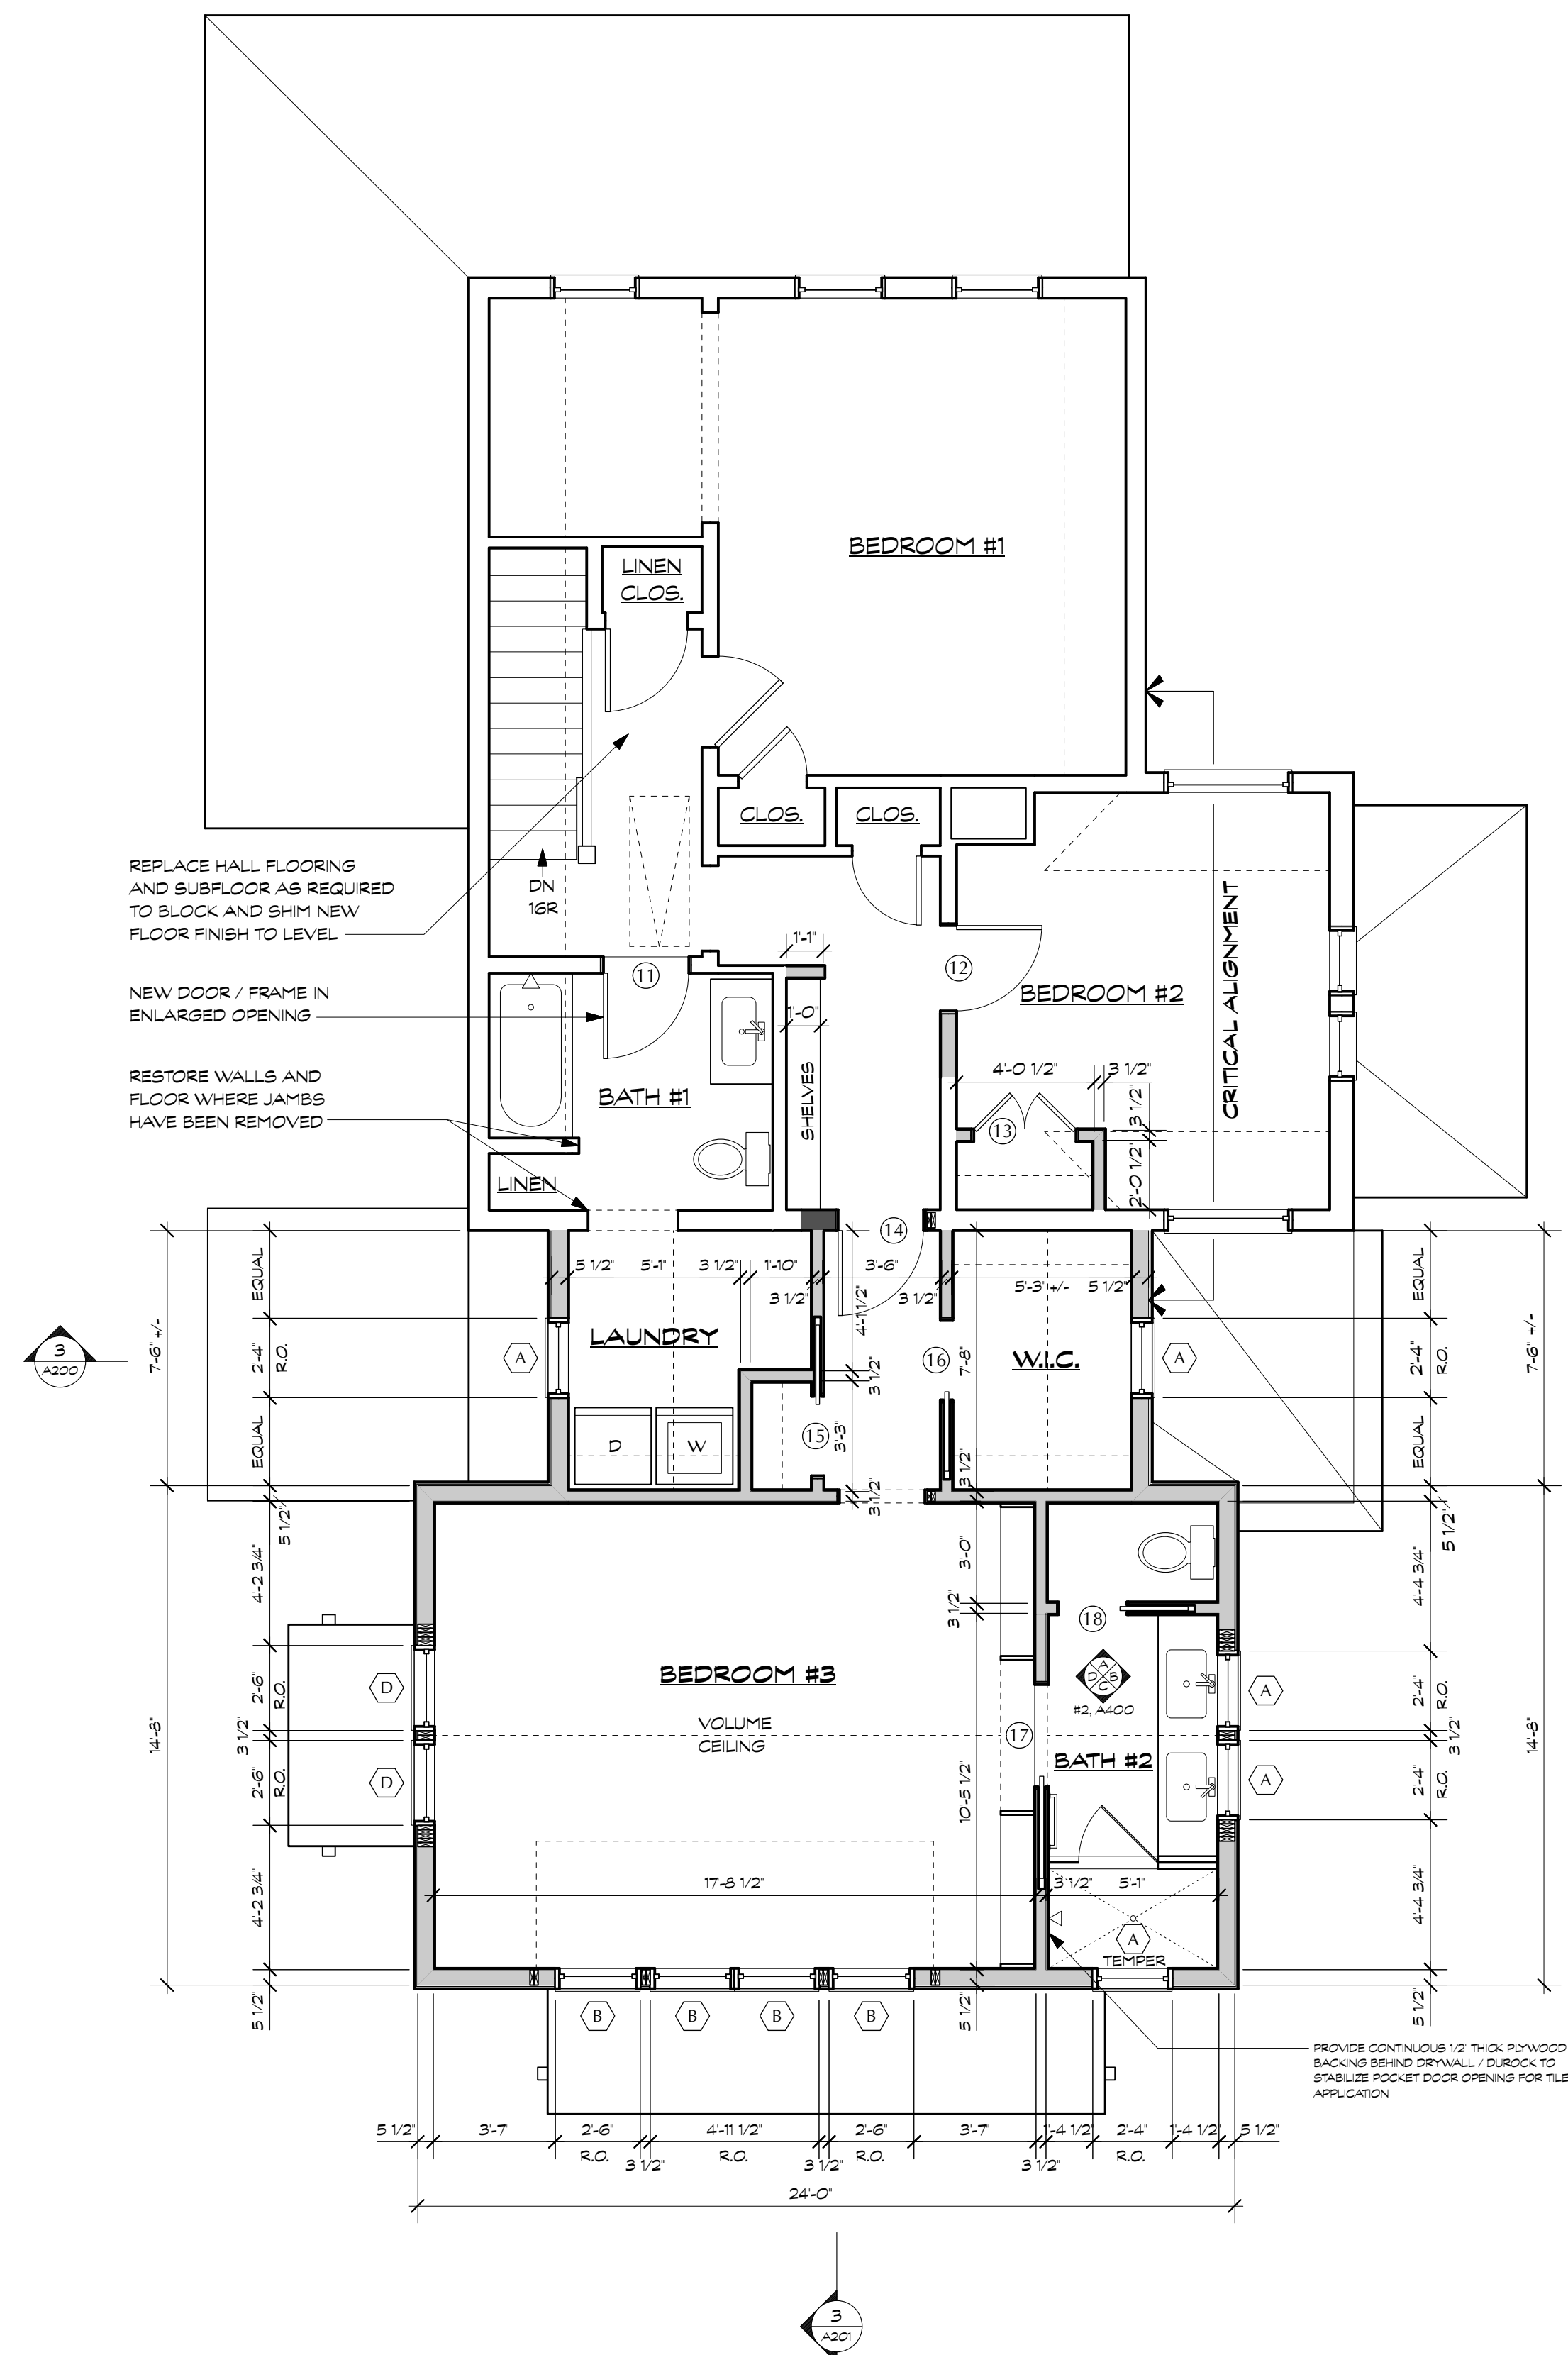 BEDROOM #1
LINEN
CLOS.
CLOS.
CLOS.
REPLACE HALL FLOORING
AND SUBFLOOR AS REQUIRED
TO BLOCK AND SHIM NEW
FLOOR FINISH TO LEVEL
DN
16R
NEW DOOR / FRAME IN
ENLARGED OPENING
RESTORE WALLS AND
FLOOR WHERE JAMBS
HAVE BEEN REMOVED
11
12
1'-1"
1'-0"
SHELVES
BATH #1
LINEN
BEDROOM #2
CRITICAL ALIGNMENT
4'-0 1/2"
3 1/2"
3 1/2"
2'-0 1/2"
13
14
5 1/2"
5'-1"
3 1/2"
1'-10"
3 1/2"
3'-6"
3 1/2"
5'-3" +/-
5 1/2"
4'-1 1/2"
3 1/2"
3'-3"
3 1/2"
7'-8"
3 1/2"
LAUNDRY
D
W
15
16
W.I.C.
A
A
3
A200
7'-6" +/-
EQUAL
2'-4"
R.O.
EQUAL
5 1/2"
EQUAL
2'-4"
R.O.
EQUAL
5 1/2"
7'-6" +/-
14'-8"
4'-2 3/4"
2'-6"
R.O.
3 1/2"
2'-6"
R.O.
4'-2 3/4"
5 1/2"
D
D
BEDROOM #3
VOLUME
CEILING
3'-0"
3 1/2"
10'-5 1/2"
5 1/2"
17
18
A
B
C
D
#2, A400
BATH #2
A
A
4'-4 3/4"
2'-4"
R.O.
3 1/2"
2'-4"
R.O.
4'-4 3/4"
5 1/2"
14'-8"
17'-8 1/2"
3 1/2"
5'-1"
A
TEMPER
B
B
B
B
PROVIDE CONTINUOUS 1/2" THICK PLYWOOD
BACKING BEHIND DRYWALL / DUROCK TO
STABILIZE POCKET DOOR OPENING FOR TILE
APPLICATION
5 1/2"
3'-7"
2'-6"
R.O.
3 1/2"
4'-11 1/2"
R.O.
3 1/2"
2'-6"
R.O.
3'-7"
3 1/2"
1'-4 1/2"
2'-4"
R.O.
1'-4 1/2"
5 1/2"
24'-0"
3
A201